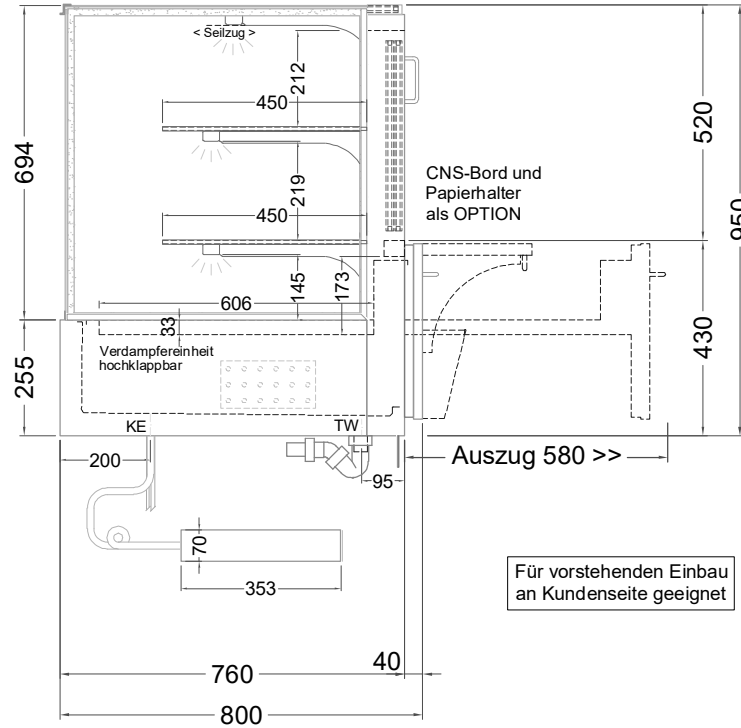 < Seilzug >
212
450
694
520
950
CNS-Bord und
Papierhalter
als OPTION
219
450
145
173
606
33
Verdampfereinheit
hochklappbar
255
430
KE
TW
200
95
Auszug 580 >>
70
353
Für vorstehenden Einbau
an Kundenseite geeignet
760
40
800